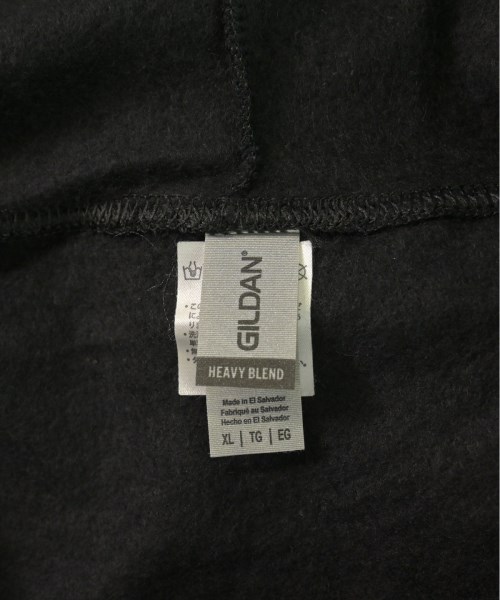 GILDAN
HEAVY BLEND
Made in El Salvador
Fabriqué au Salvador
Hecho en El Salvador
XL | TG | EG